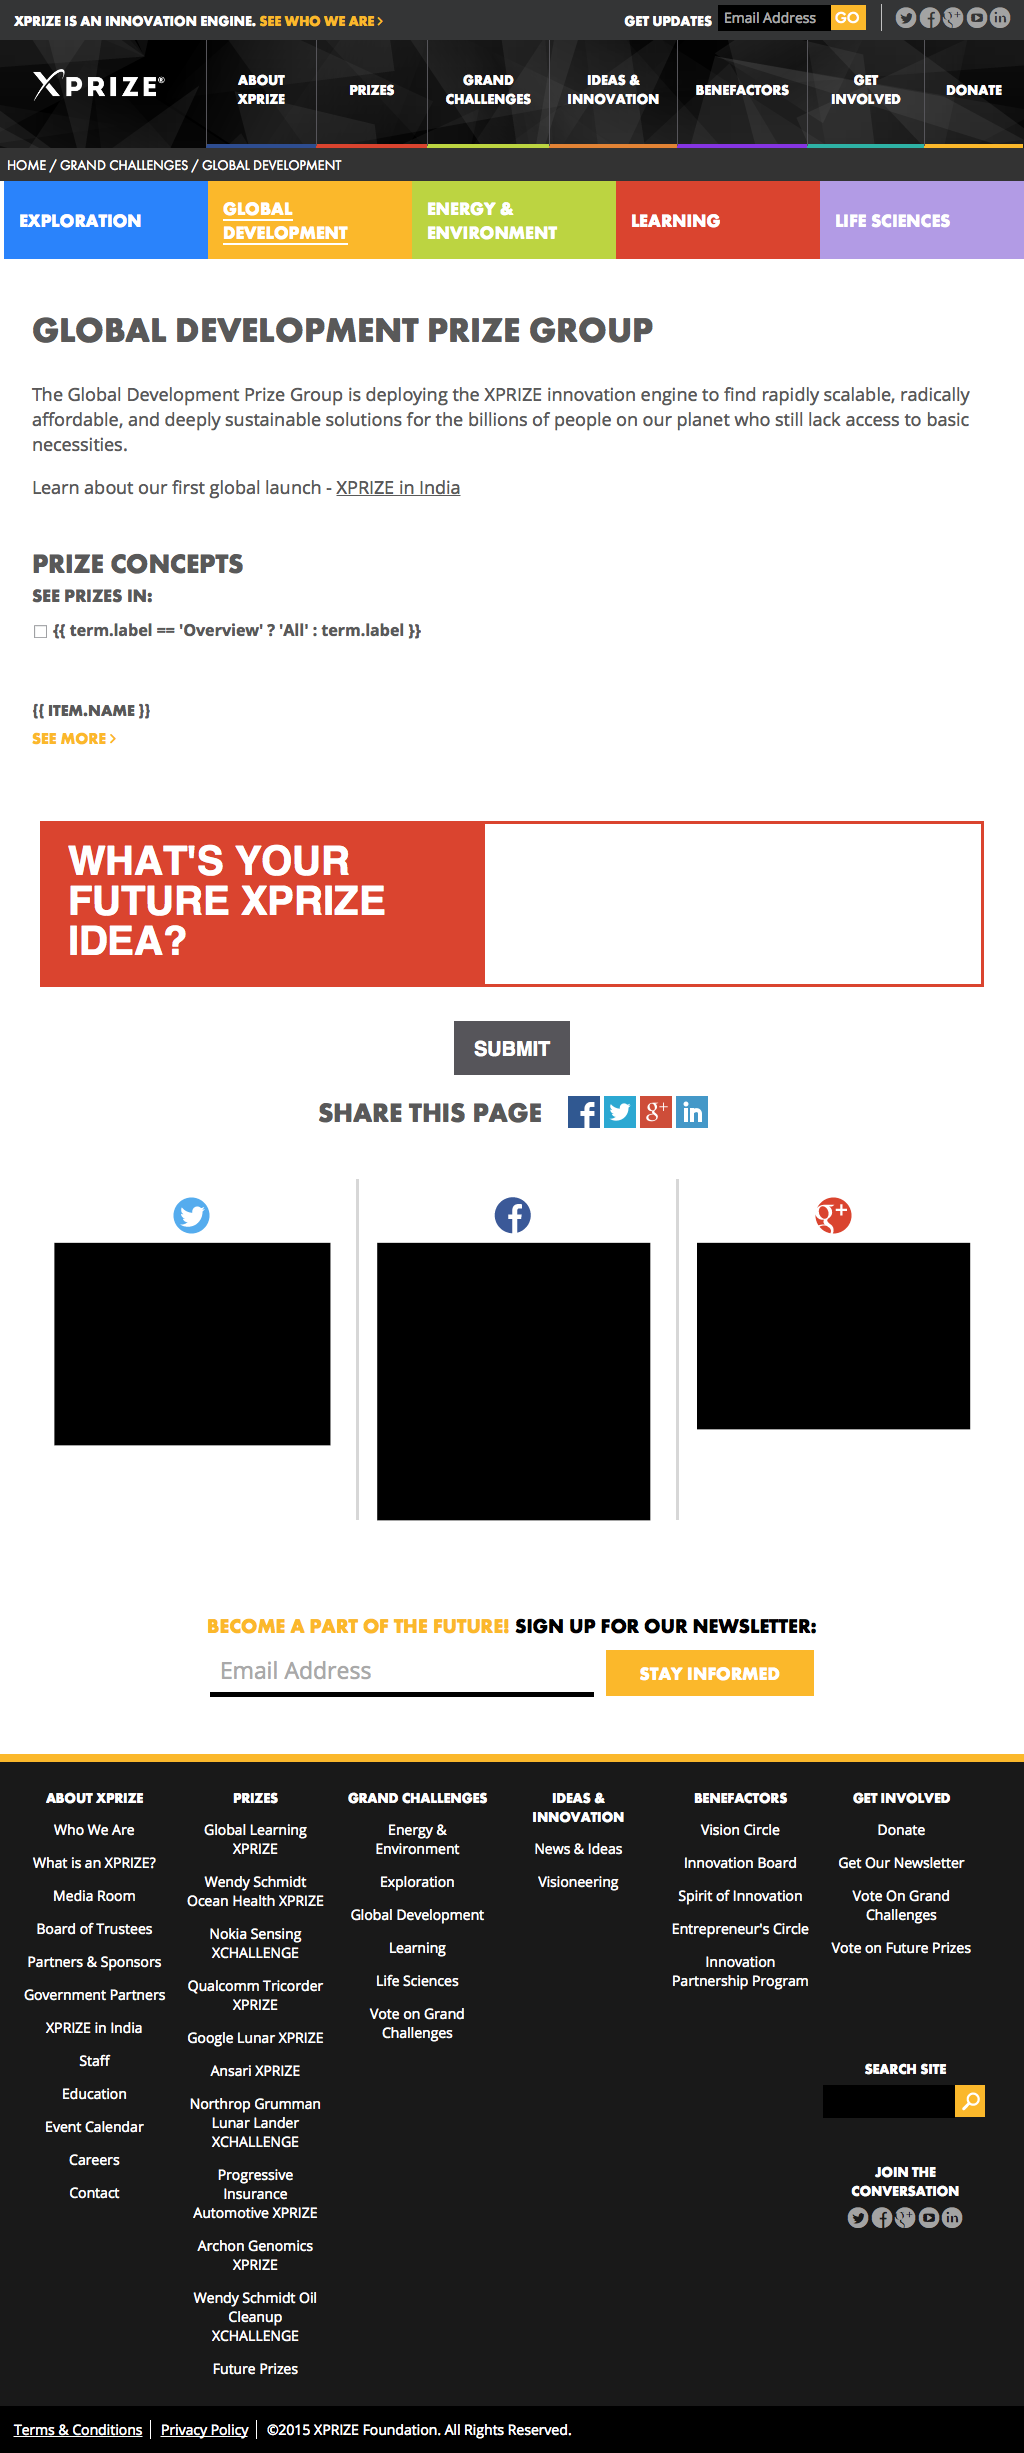 XPRIZE IS AN INNOVATION ENGINE. SEE WHO WE ARE >
GET UPDATES Email Address GO
XPRIZE®
ABOUT XPRIZE
PRIZES
GRAND CHALLENGES
IDEAS & INNOVATION
BENEFACTORS
GET INVOLVED
DONATE
HOME / GRAND CHALLENGES / GLOBAL DEVELOPMENT
EXPLORATION
GLOBAL DEVELOPMENT
ENERGY & ENVIRONMENT
LEARNING
LIFE SCIENCES
GLOBAL DEVELOPMENT PRIZE GROUP
The Global Development Prize Group is deploying the XPRIZE innovation engine to find rapidly scalable, radically
affordable, and deeply sustainable solutions for the billions of people on our planet who still lack access to basic
necessities.
Learn about our first global launch - XPRIZE in India
PRIZE CONCEPTS
SEE PRIZES IN:
{{ term.label == 'Overview' ? 'All' : term.label }}
{{ ITEM.NAME }}
SEE MORE >
WHAT'S YOUR
FUTURE XPRIZE
IDEA?
SUBMIT
SHARE THIS PAGE
BECOME A PART OF THE FUTURE! SIGN UP FOR OUR NEWSLETTER:
Email Address
STAY INFORMED
ABOUT XPRIZE
Who We Are
What is an XPRIZE?
Media Room
Board of Trustees
Partners & Sponsors
Government Partners
XPRIZE in India
Staff
Education
Event Calendar
Careers
Contact
PRIZES
Global Learning
XPRIZE
Wendy Schmidt
Ocean Health XPRIZE
Nokia Sensing
XCHALLENGE
Qualcomm Tricorder
XPRIZE
Google Lunar XPRIZE
Ansari XPRIZE
Northrop Grumman
Lunar Lander
XCHALLENGE
Progressive
Insurance
Automotive XPRIZE
Archon Genomics
XPRIZE
Wendy Schmidt Oil
Cleanup
XCHALLENGE
Future Prizes
GRAND CHALLENGES
Energy &
Environment
Exploration
Global Development
Learning
Life Sciences
Vote on Grand
Challenges
IDEAS &
INNOVATION
News & Ideas
Visioneering
BENEFACTORS
Vision Circle
Innovation Board
Spirit of Innovation
Entrepreneur's Circle
Innovation
Partnership Program
GET INVOLVED
Donate
Get Our Newsletter
Vote On Grand
Challenges
Vote on Future Prizes
SEARCH SITE
JOIN THE
CONVERSATION
Terms & Conditions | Privacy Policy | ©2015 XPRIZE Foundation. All Rights Reserved.